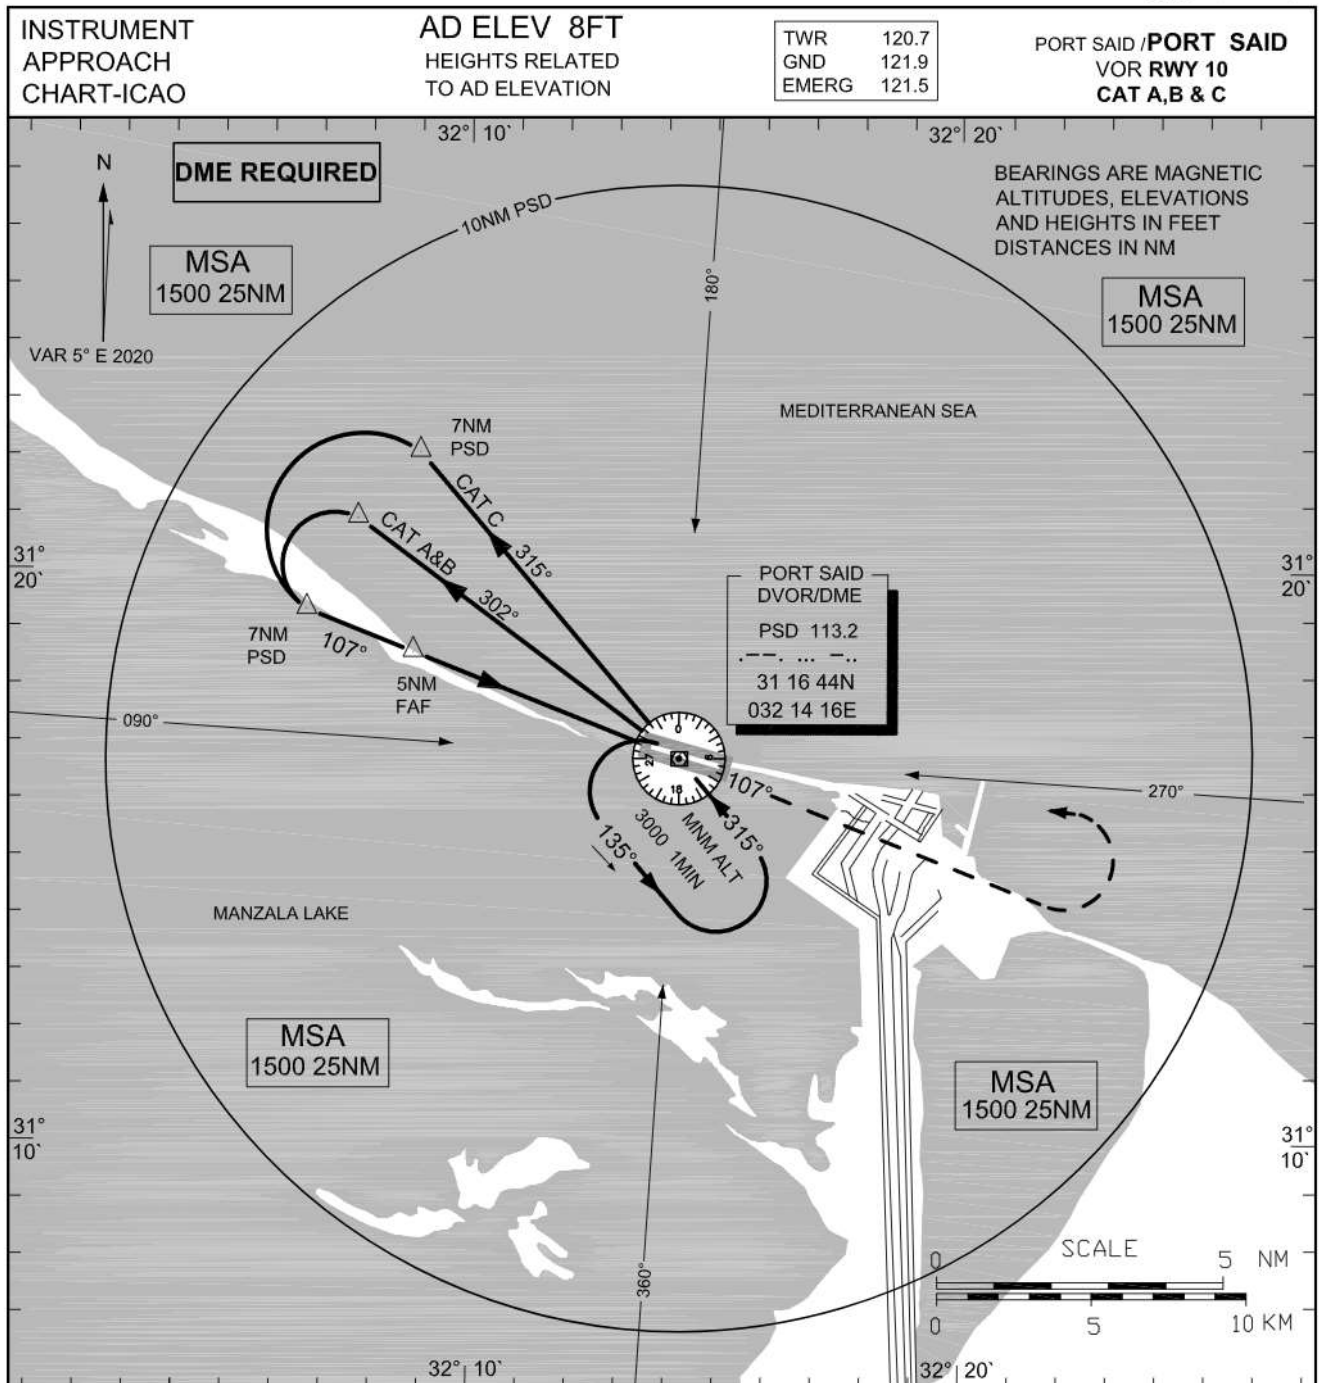 INSTRUMENT
APPROACH
CHART-ICAO
AD ELEV 8FT
HEIGHTS RELATED
TO AD ELEVATION
TWR 120.7
GND 121.9
EMERG 121.5
PORT SAID / PORT SAID
VOR RWY 10
CAT A,B & C
32° 10`
32° 20`
N
DME REQUIRED
BEARINGS ARE MAGNETIC
ALTITUDES, ELEVATIONS
AND HEIGHTS IN FEET
DISTANCES IN NM
10NM PSD
MSA
1500 25NM
180°
MSA
1500 25NM
VAR 5° E 2020
MEDITERRANEAN SEA
7NM
PSD
CAT C
315°
CAT A&B
302°
31°
20`
31°
20`
PORT SAID
DVOR/DME
PSD 113.2
.--. ... -..
31 16 44N
032 14 16E
7NM
PSD
107°
5NM
FAF
090°
0
27
9
18
107°
270°
315°
MNM ALT
3000 1MIN
135°
MANZALA LAKE
MSA
1500 25NM
MSA
1500 25NM
31°
10`
31°
10`
360°
SCALE
0 5 NM
0 5 10 KM
32° 10`
32° 20`